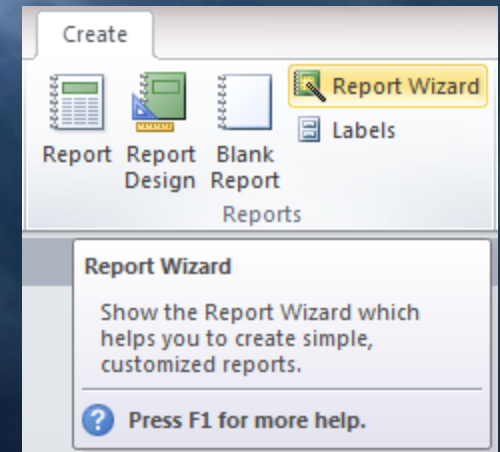 Create
Report Wizard
Labels
Report Report Blank
Design Report
Reports
Report Wizard
Show the Report Wizard which
helps you to create simple,
customized reports.
Press F1 for more help.